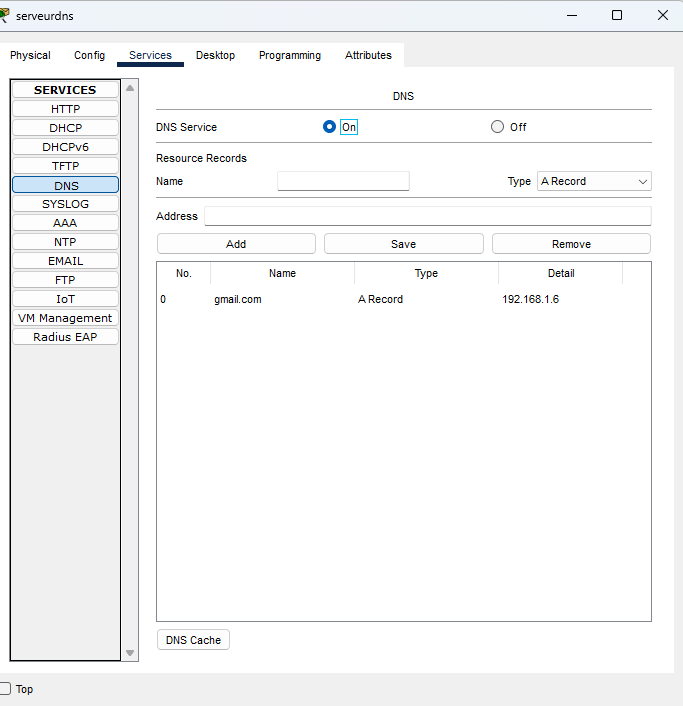 serveurdns
Physical Config Services Desktop Programming Attributes
SERVICES
HTTP
DHCP
DHCPv6
TFTP
DNS
SYSLOG
AAA
NTP
EMAIL
FTP
IoT
VM Management
Radius EAP
DNS
DNS Service On Off
Resource Records
Name Type A Record
Address
Add Save Remove
No. Name Type Detail
0 gmail.com A Record 192.168.1.6
DNS Cache
Top